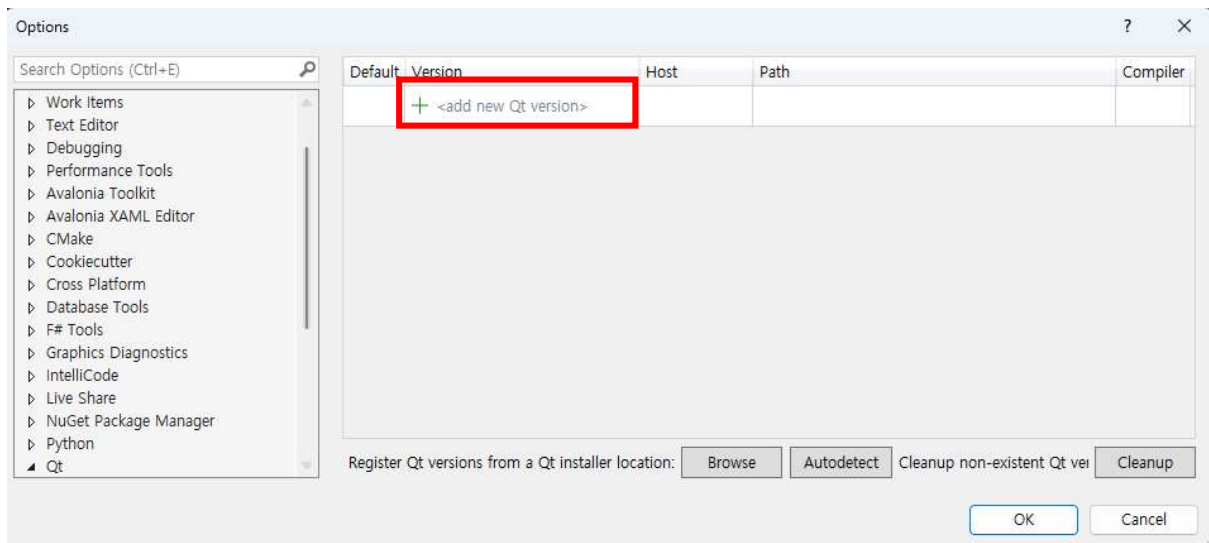 Options
? ×
Search Options (Ctrl+E)
Work Items
Text Editor
Debugging
Performance Tools
Avalonia Toolkit
Avalonia XAML Editor
CMake
Cookiecutter
Cross Platform
Database Tools
F# Tools
Graphics Diagnostics
IntelliCode
Live Share
NuGet Package Manager
Python
Qt
Default Version Host Path Compiler
+ <add new Qt version>
Register Qt versions from a Qt installer location: Browse Autodetect Cleanup non-existent Qt ver Cleanup
OK Cancel